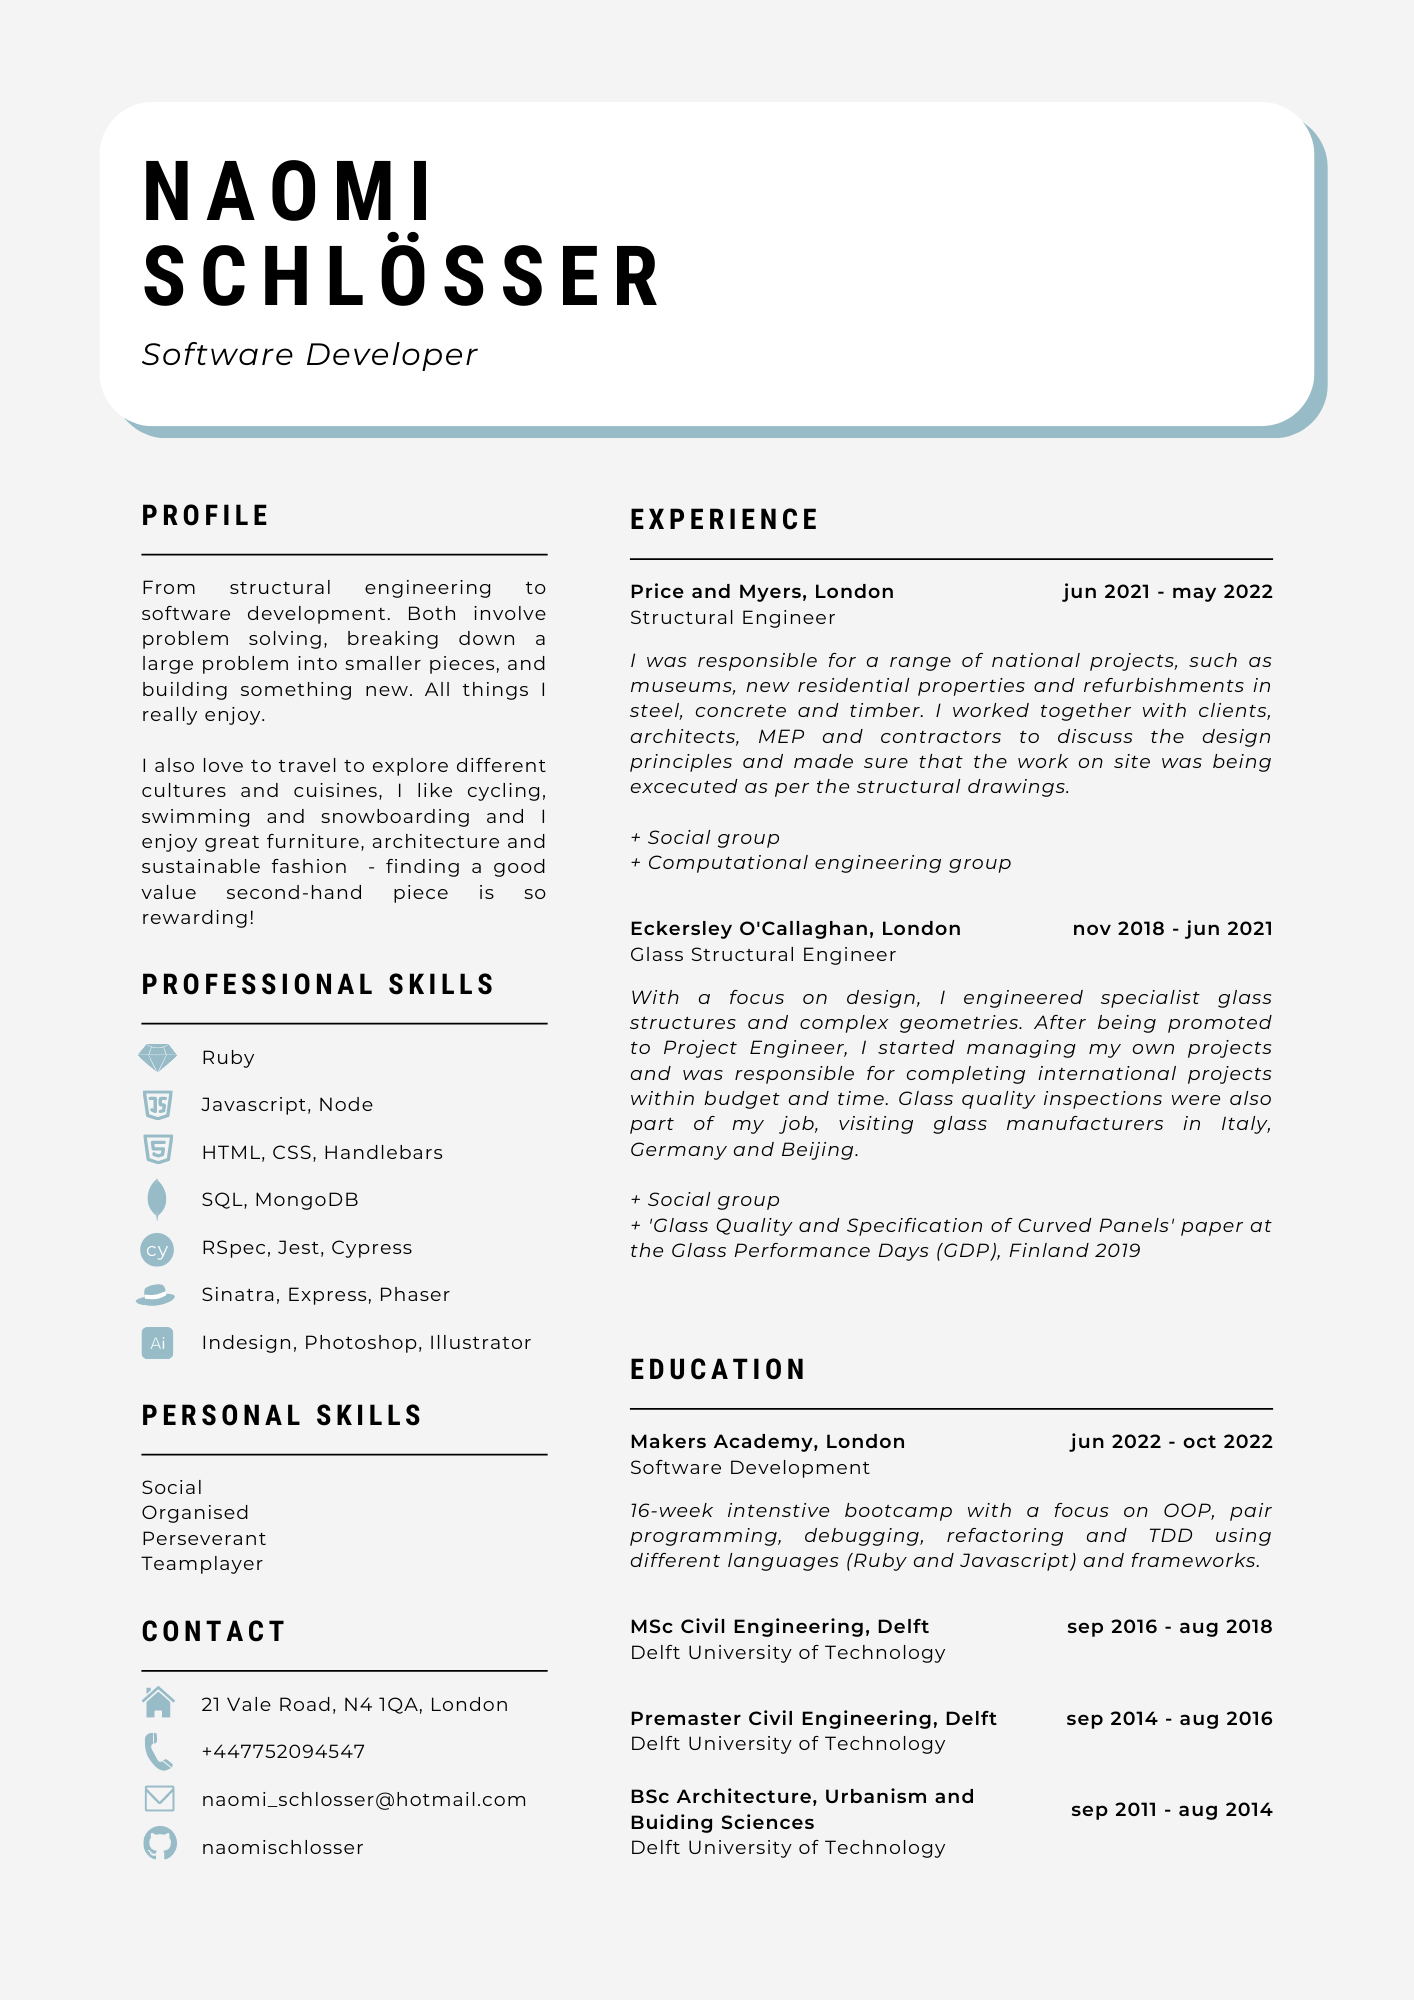 NAOMI
SCHLÖSSER
Software Developer
PROFILE
From structural engineering to
software development. Both involve
problem solving, breaking down a
large problem into smaller pieces, and
building something new. All things I
really enjoy.
I also love to travel to explore different
cultures and cuisines, I like cycling,
swimming and snowboarding and I
enjoy great furniture, architecture and
sustainable fashion - finding a good
value second-hand piece is so
rewarding!
PROFESSIONAL SKILLS
Ruby
JS
Javascript, Node
5
HTML, CSS, Handlebars
SQL, MongoDB
cy
RSpec, Jest, Cypress
Sinatra, Express, Phaser
Ai
Indesign, Photoshop, Illustrator
PERSONAL SKILLS
Social
Organised
Perseverant
Teamplayer
CONTACT
21 Vale Road, N4 1QA, London
+447752094547
naomi_schlosser@hotmail.com
naomischlosser
EXPERIENCE
Price and Myers, London jun 2021 - may 2022
Structural Engineer
I was responsible for a range of national projects, such as
museums, new residential properties and refurbishments in
steel, concrete and timber. I worked together with clients,
architects, MEP and contractors to discuss the design
principles and made sure that the work on site was being
excecuted as per the structural drawings.
+ Social group
+ Computational engineering group
Eckersley O'Callaghan, London nov 2018 - jun 2021
Glass Structural Engineer
With a focus on design, I engineered specialist glass
structures and complex geometries. After being promoted
to Project Engineer, I started managing my own projects
and was responsible for completing international projects
within budget and time. Glass quality inspections were also
part of my job, visiting glass manufacturers in Italy,
Germany and Beijing.
+ Social group
+ 'Glass Quality and Specification of Curved Panels' paper at
the Glass Performance Days (GDP), Finland 2019
EDUCATION
Makers Academy, London jun 2022 - oct 2022
Software Development
16-week intenstive bootcamp with a focus on OOP, pair
programming, debugging, refactoring and TDD using
different languages (Ruby and Javascript) and frameworks.
MSc Civil Engineering, Delft sep 2016 - aug 2018
Delft University of Technology
Premaster Civil Engineering, Delft sep 2014 - aug 2016
Delft University of Technology
BSc Architecture, Urbanism and
Buiding Sciences sep 2011 - aug 2014
Delft University of Technology